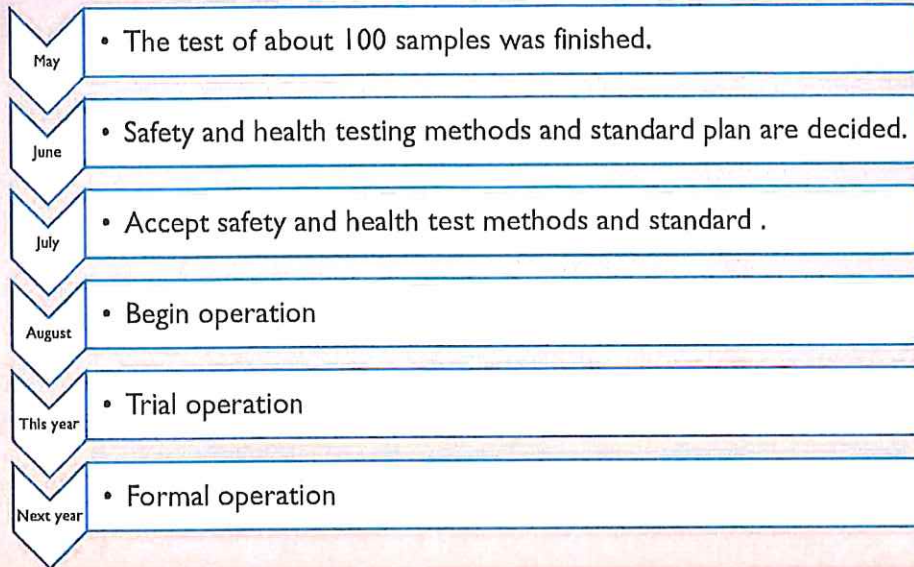 May
• The test of about 100 samples was finished.
June
• Safety and health testing methods and standard plan are decided.
July
• Accept safety and health test methods and standard .
August
• Begin operation
This year
• Trial operation
Next year
• Formal operation